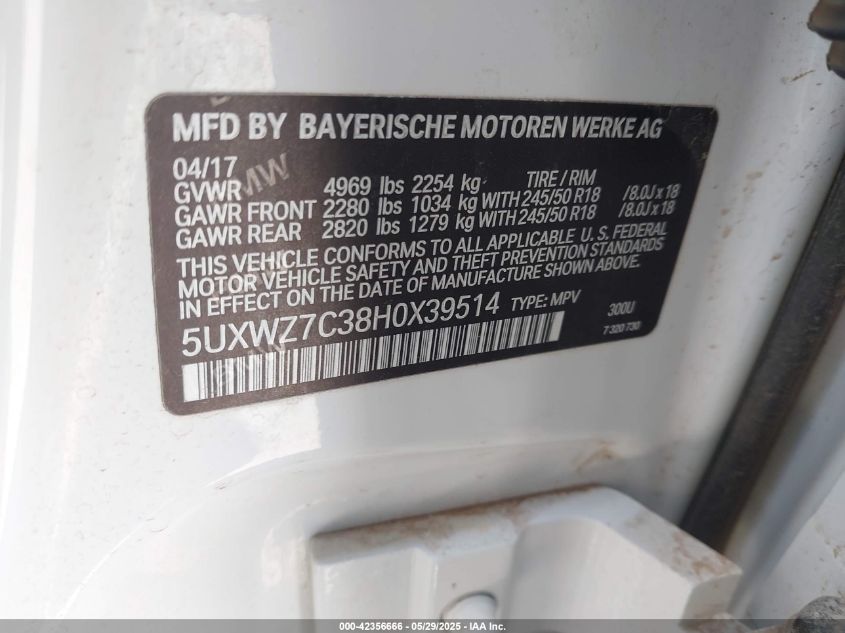 MFD BY BAYERISCHE MOTOREN WERKE AG
04/17
GVWR 4969 lbs 2254 kg TIRE / RIM
GAWR FRONT 2280 lbs 1034 kg WITH 245/50 R18 /8.0J x 18
GAWR REAR 2820 lbs 1279 kg WITH 245/50 R18 /8.0J x 18
THIS VEHICLE CONFORMS TO ALL APPLICABLE U. S. FEDERAL
MOTOR VEHICLE SAFETY AND THEFT PREVENTION STANDARDS
IN EFFECT ON THE DATE OF MANUFACTURE SHOWN ABOVE.
5UXWZ7C38H0X39514 TYPE: MPV 300U
7 320 730
000-42356666 - 05/29/2025 - IAA Inc.